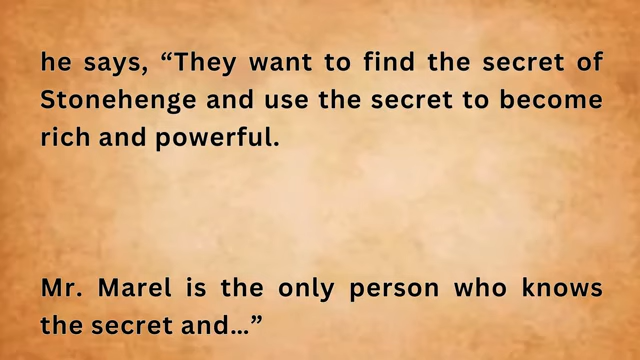 he says, “They want to find the secret of
Stonehenge and use the secret to become
rich and powerful.
Mr. Marel is the only person who knows
the secret and...”